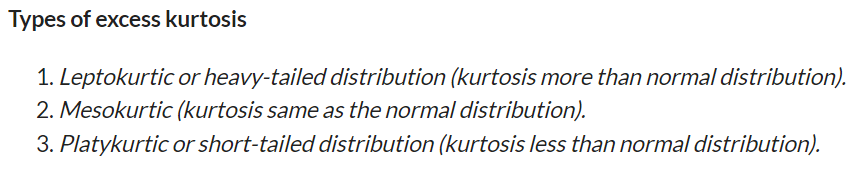 Types of excess kurtosis
1. Leptokurtic or heavy-tailed distribution (kurtosis more than normal distribution).
2. Mesokurtic (kurtosis same as the normal distribution).
3. Platykurtic or short-tailed distribution (kurtosis less than normal distribution).